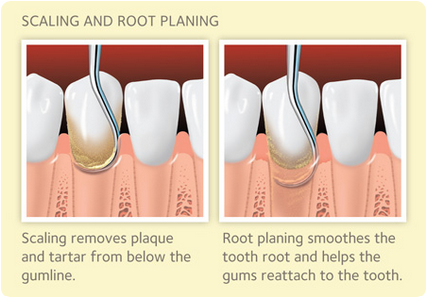 SCALING AND ROOT PLANING
Scaling removes plaque
and tartar from below the
gumline.
Root planing smoothes the
tooth root and helps the
gums reattach to the tooth.